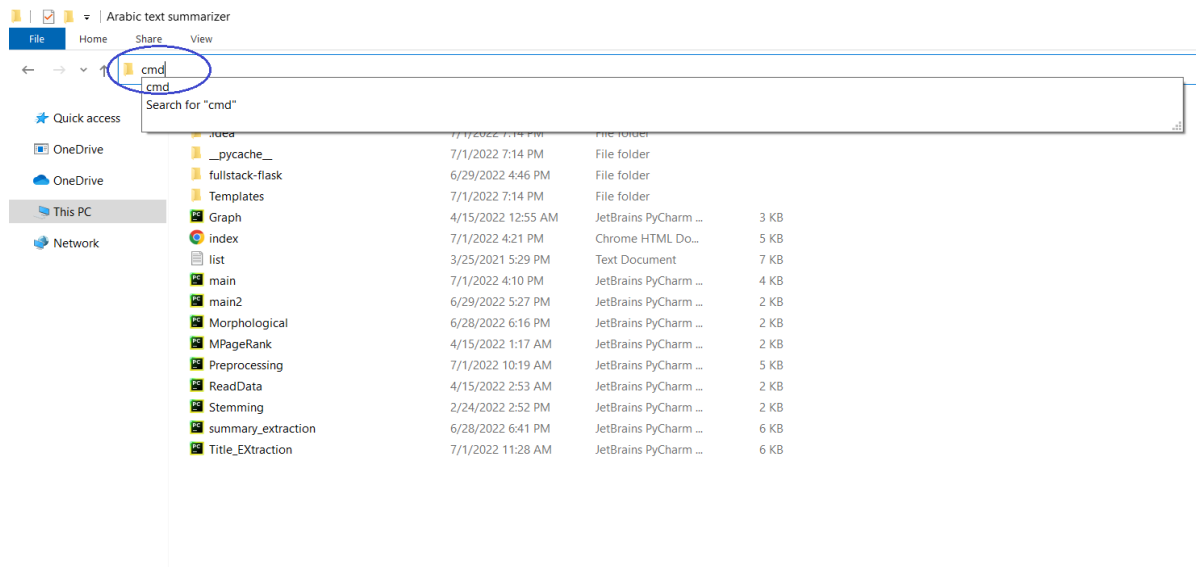 Arabic text summarizer
File Home Share View
cmd
cmd
Search for "cmd"
Quick access
OneDrive
OneDrive
This PC
Network
.idea 7/1/2022 7:14 PM File folder
__pycache__ 7/1/2022 7:14 PM File folder
fullstack-flask 6/29/2022 4:46 PM File folder
Templates 7/1/2022 7:14 PM File folder
Graph 4/15/2022 12:55 AM JetBrains PyCharm ... 3 KB
index 7/1/2022 4:21 PM Chrome HTML Do... 5 KB
list 3/25/2021 5:29 PM Text Document 7 KB
main 7/1/2022 4:10 PM JetBrains PyCharm ... 4 KB
main2 6/29/2022 5:27 PM JetBrains PyCharm ... 2 KB
Morphological 6/28/2022 6:16 PM JetBrains PyCharm ... 2 KB
MPageRank 4/15/2022 1:17 AM JetBrains PyCharm ... 2 KB
Preprocessing 7/1/2022 10:19 AM JetBrains PyCharm ... 5 KB
ReadData 4/15/2022 2:53 AM JetBrains PyCharm ... 2 KB
Stemming 2/24/2022 2:52 PM JetBrains PyCharm ... 2 KB
summary_extraction 6/28/2022 6:41 PM JetBrains PyCharm ... 6 KB
Title_EXtraction 7/1/2022 11:28 AM JetBrains PyCharm ... 6 KB